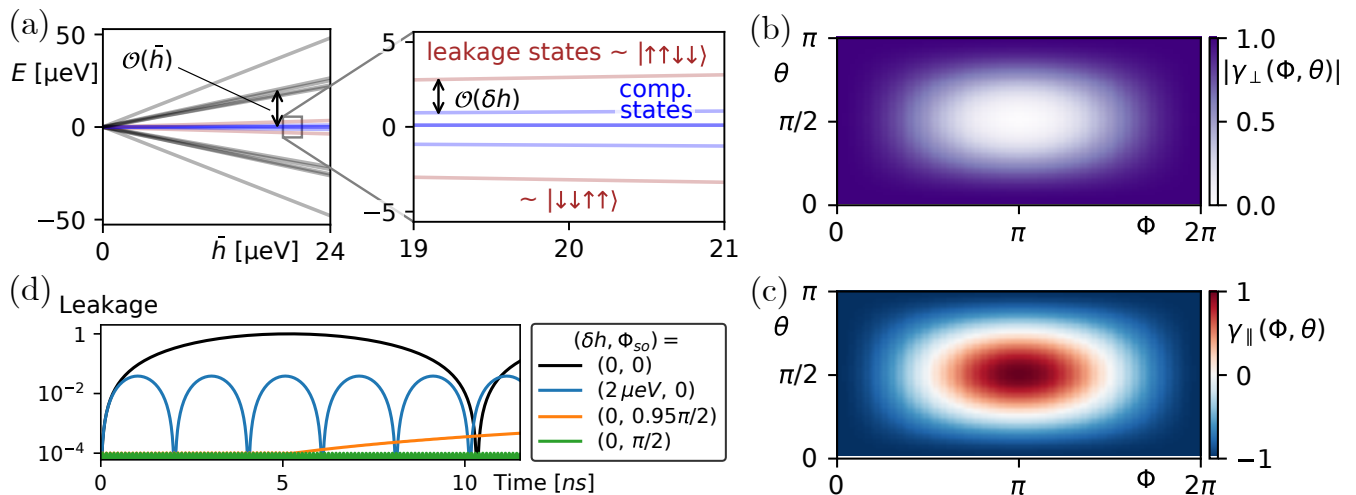 (a)
50
E [µeV]
𝒪(h̄)
0
−50
0
h̄ [µeV]
24
5
leakage states ~ |↑↑↓↓⟩
𝒪(δh)
comp.
states
0
~ |↓↓↑↑⟩
−5
19
20
21
(b)
π
θ
π/2
0
0
π
Φ
2π
1.0
|γ⊥(Φ, θ)|
0.5
0.0
(c)
π
θ
π/2
0
0
π
Φ
2π
1
γ∥(Φ, θ)
0
−1
(d)
Leakage
1
10⁻²
10⁻⁴
0
5
10
Time [ns]
(δh, Φso) =
(0, 0)
(2 µeV, 0)
(0, 0.95π/2)
(0, π/2)